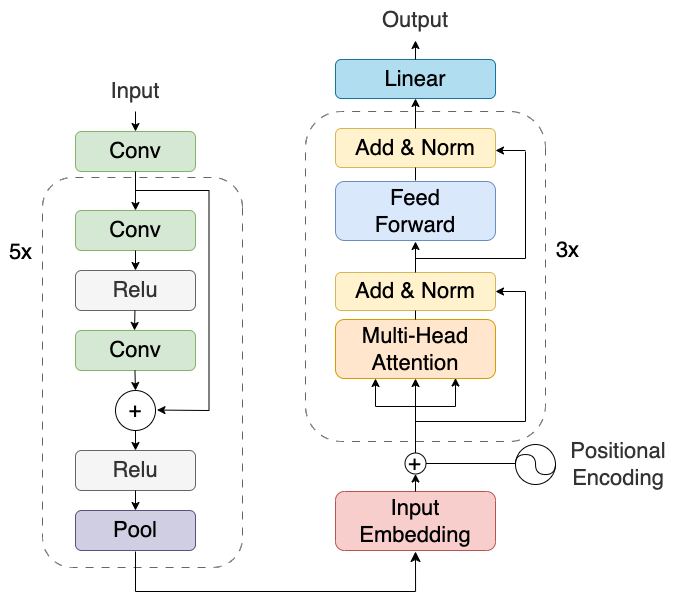 Input
Conv
5x
Conv
Relu
Conv
+
Relu
Pool
Output
Linear
Add & Norm
Feed
Forward
3x
Add & Norm
Multi-Head
Attention
+
Positional
Encoding
Input
Embedding